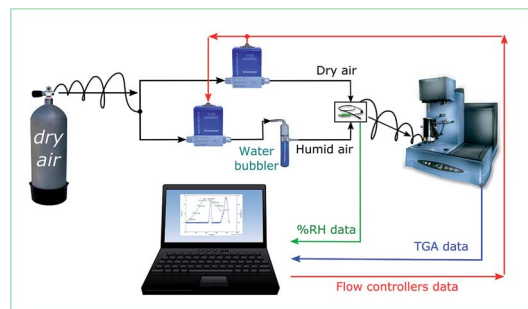 Dry air
dry
air
Water
bubbler
Humid air
%RH data
TGA data
Flow controllers data